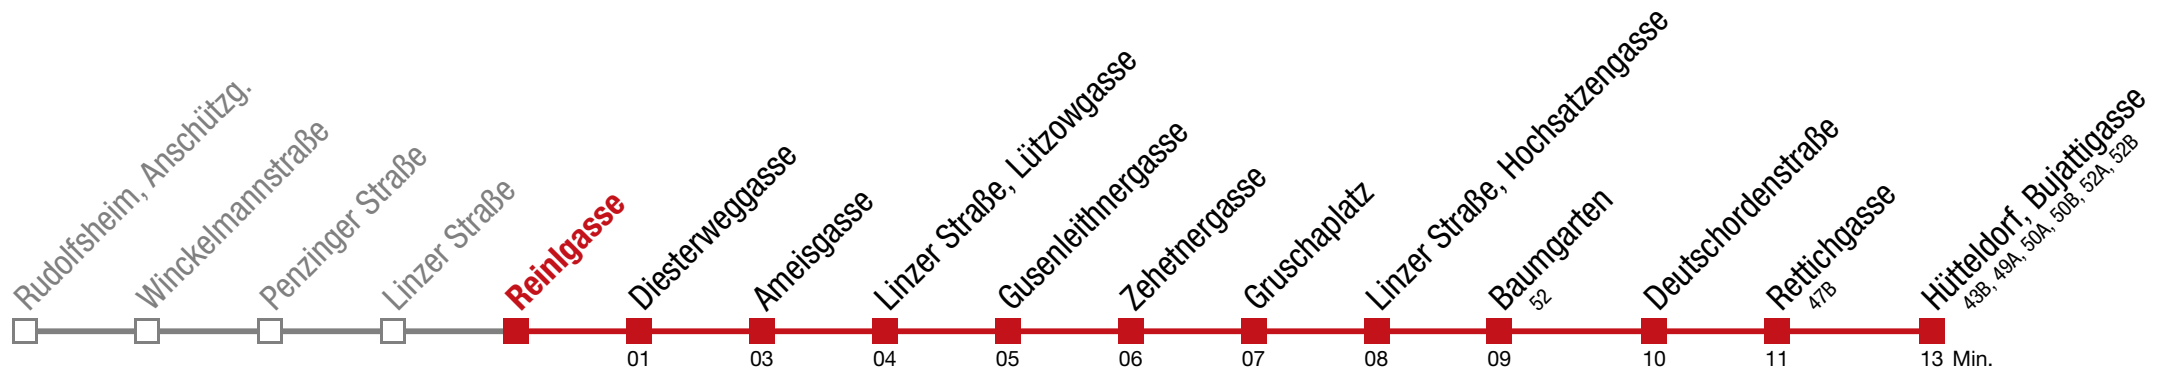 Rudolfsheim, Anschützg.
Winckelmannstraße
Penzinger Straße
Linzer Straße
Reinlgasse
Diesterweggasse
Ameisgasse
Linzer Straße, Lützowgasse
Gusenleithnergasse
Zehetnergasse
Gruschaplatz
Linzer Straße, Hochsatzengasse
Baumgarten
52
Deutschordenstraße
Rettichgasse
47B
Hütteldorf, Bujattigasse
43B, 49A, 50A, 50B, 52A, 52B
01 03 04 05 06 07 08 09 10 11 13 Min.